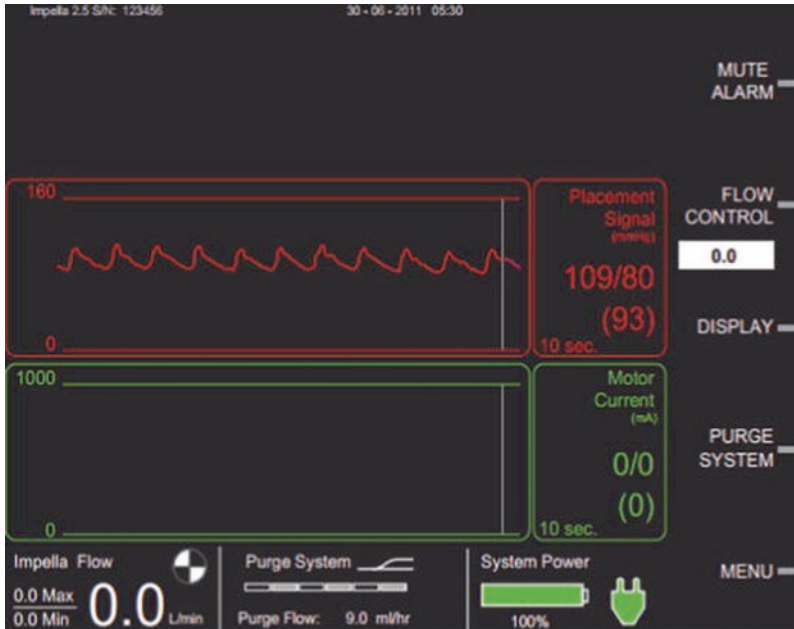 Impella 2.5 S/N: 123456
30 - 06 - 2011 05:30
MUTE
ALARM
160
Placement
Signal
(mmHg)
FLOW
CONTROL
0.0
109/80
(93)
DISPLAY
0
10 sec.
1000
Motor
Current
(mA)
PURGE
SYSTEM
0/0
(0)
0
10 sec.
Impella Flow
0.0 Max
0.0 Min
0.0 L/min
Purge System
Purge Flow: 9.0 ml/hr
System Power
100%
MENU